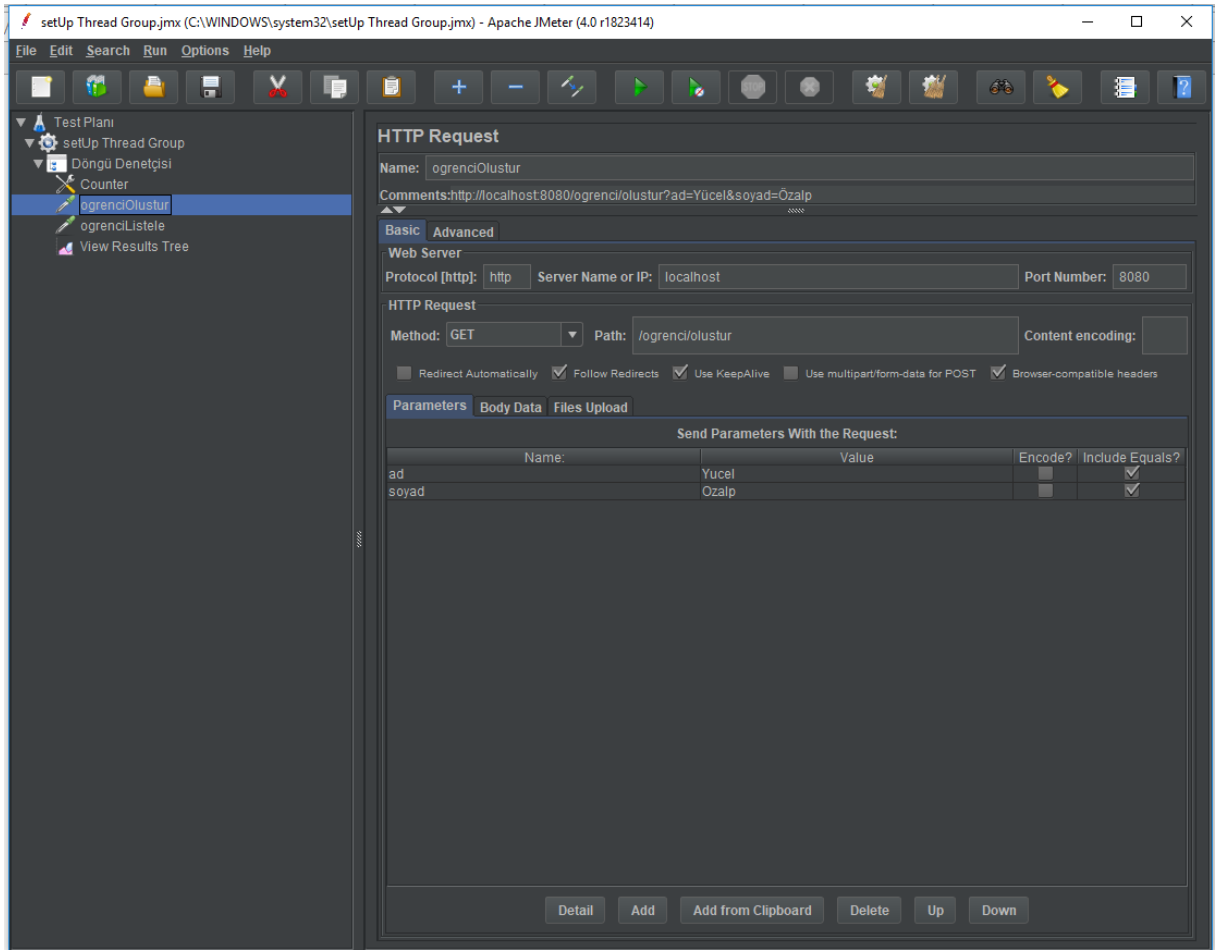 setUp Thread Group.jmx (C:\WINDOWS\system32\setUp Thread Group.jmx) - Apache JMeter (4.0 r1823414)
File Edit Search Run Options Help
STOP
Test Planı
setUp Thread Group
Döngü Denetçisi
Counter
ogrenciOlustur
ogrenciListele
View Results Tree
HTTP Request
Name: ogrenciOlustur
Comments:http://localhost:8080/ogrenci/olustur?ad=Yücel&soyad=Özalp
Basic Advanced
Web Server
Protocol [http]: http Server Name or IP: localhost Port Number: 8080
HTTP Request
Method: GET Path: /ogrenci/olustur Content encoding:
Redirect Automatically Follow Redirects Use KeepAlive Use multipart/form-data for POST Browser-compatible headers
Parameters Body Data Files Upload
Send Parameters With the Request:
Name: Value Encode? Include Equals?
ad Yucel
soyad Ozalp
Detail Add Add from Clipboard Delete Up Down